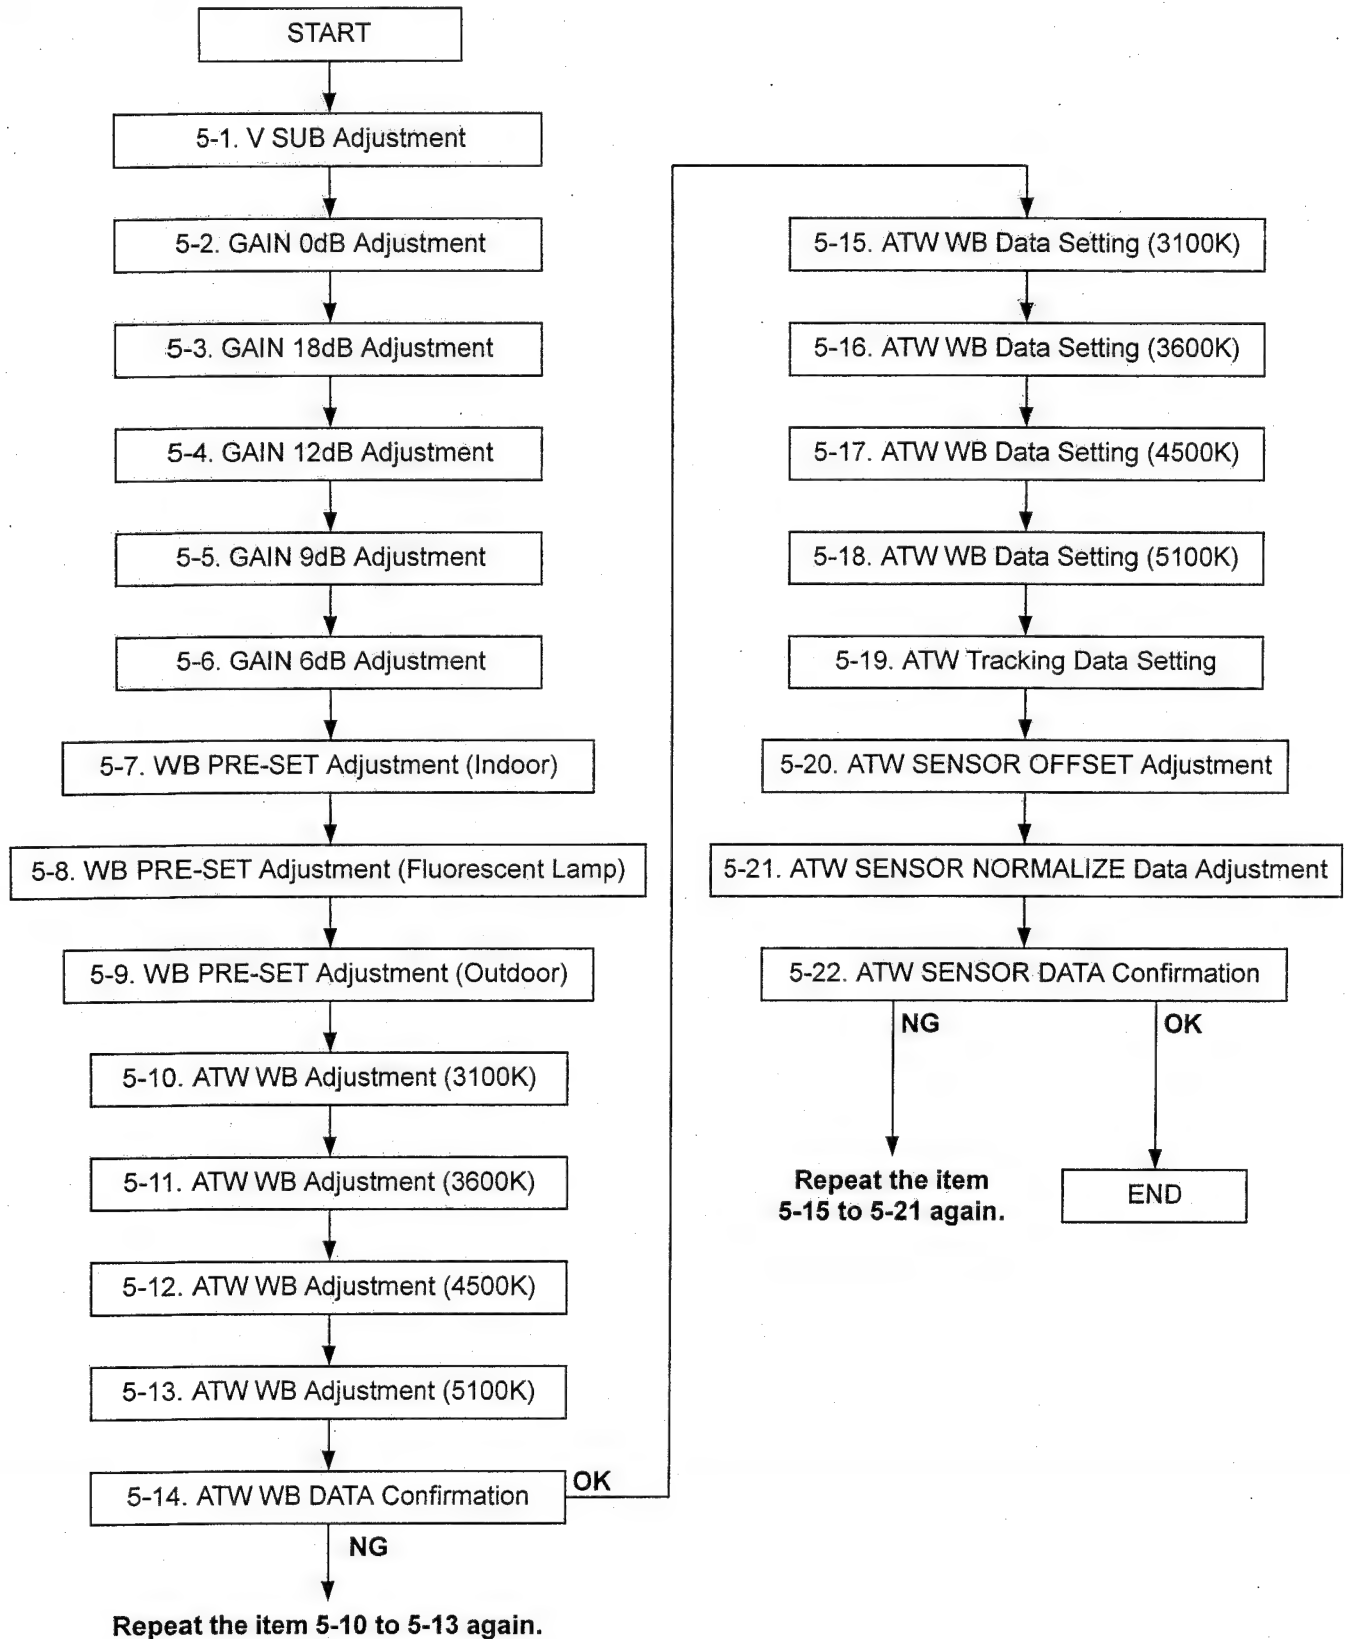 START
5-1. V SUB Adjustment
5-2. GAIN 0dB Adjustment
5-3. GAIN 18dB Adjustment
5-4. GAIN 12dB Adjustment
5-5. GAIN 9dB Adjustment
5-6. GAIN 6dB Adjustment
5-7. WB PRE-SET Adjustment (Indoor)
5-8. WB PRE-SET Adjustment (Fluorescent Lamp)
5-9. WB PRE-SET Adjustment (Outdoor)
5-10. ATW WB Adjustment (3100K)
5-11. ATW WB Adjustment (3600K)
5-12. ATW WB Adjustment (4500K)
5-13. ATW WB Adjustment (5100K)
5-14. ATW WB DATA Confirmation
OK
NG
Repeat the item 5-10 to 5-13 again.
5-15. ATW WB Data Setting (3100K)
5-16. ATW WB Data Setting (3600K)
5-17. ATW WB Data Setting (4500K)
5-18. ATW WB Data Setting (5100K)
5-19. ATW Tracking Data Setting
5-20. ATW SENSOR OFFSET Adjustment
5-21. ATW SENSOR NORMALIZE Data Adjustment
5-22. ATW SENSOR DATA Confirmation
NG
OK
Repeat the item
5-15 to 5-21 again.
END